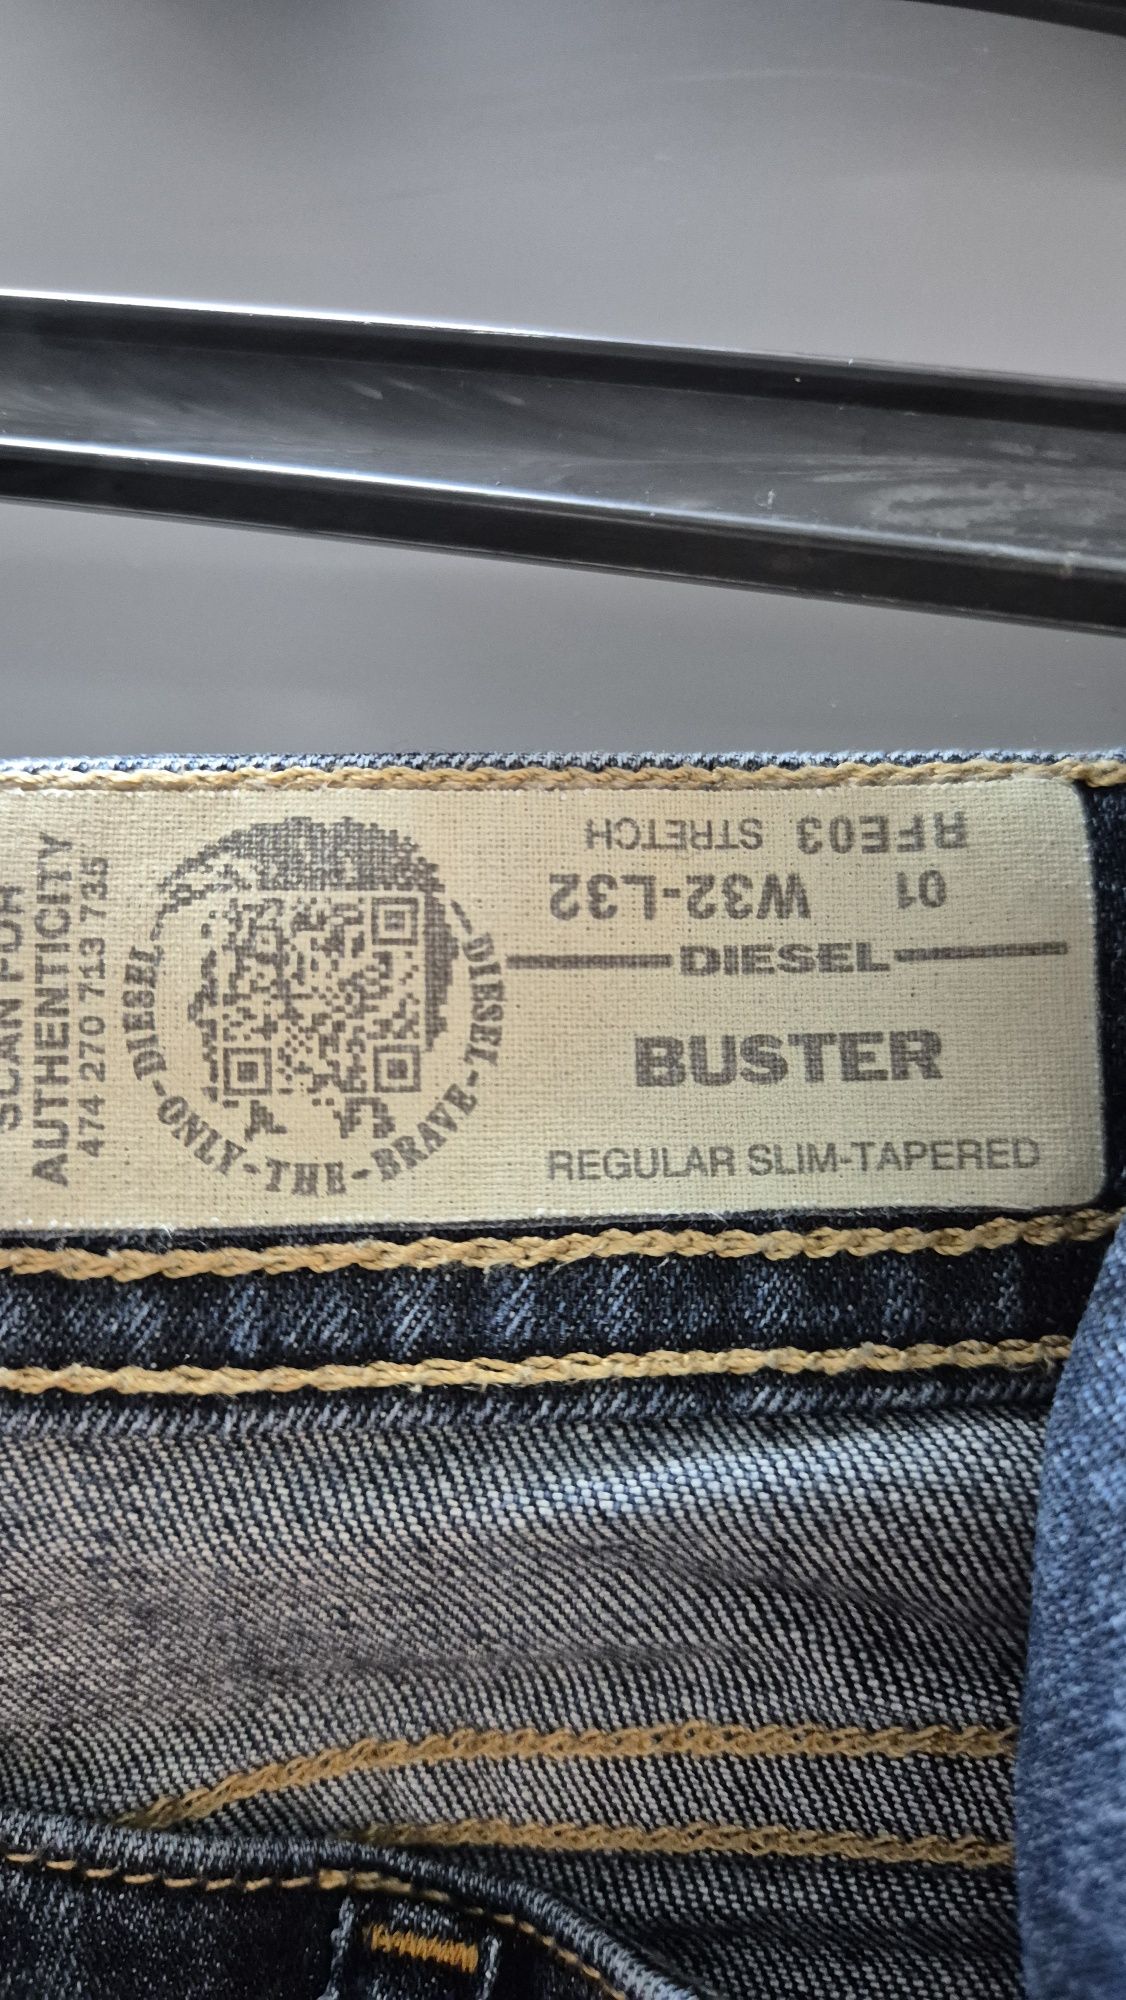 SCAN FOR
AUTHENTICITY
474 270 713 735
DIESEL-ONLY-THE-BRAVE-DIESEL
RFE03 STRETCH
01 W32-L32
DIESEL
BUSTER
REGULAR SLIM-TAPERED